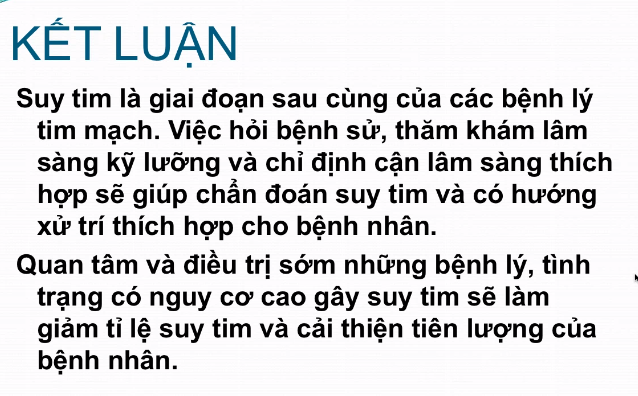 KẾT LUẬN
Suy tim là giai đoạn sau cùng của các bệnh lý
tim mạch. Việc hỏi bệnh sử, thăm khám lâm
sàng kỹ lưỡng và chỉ định cận lâm sàng thích
hợp sẽ giúp chẩn đoán suy tim và có hướng
xử trí thích hợp cho bệnh nhân.
Quan tâm và điều trị sớm những bệnh lý, tình
trạng có nguy cơ cao gây suy tim sẽ làm
giảm tỉ lệ suy tim và cải thiện tiên lượng của
bệnh nhân.